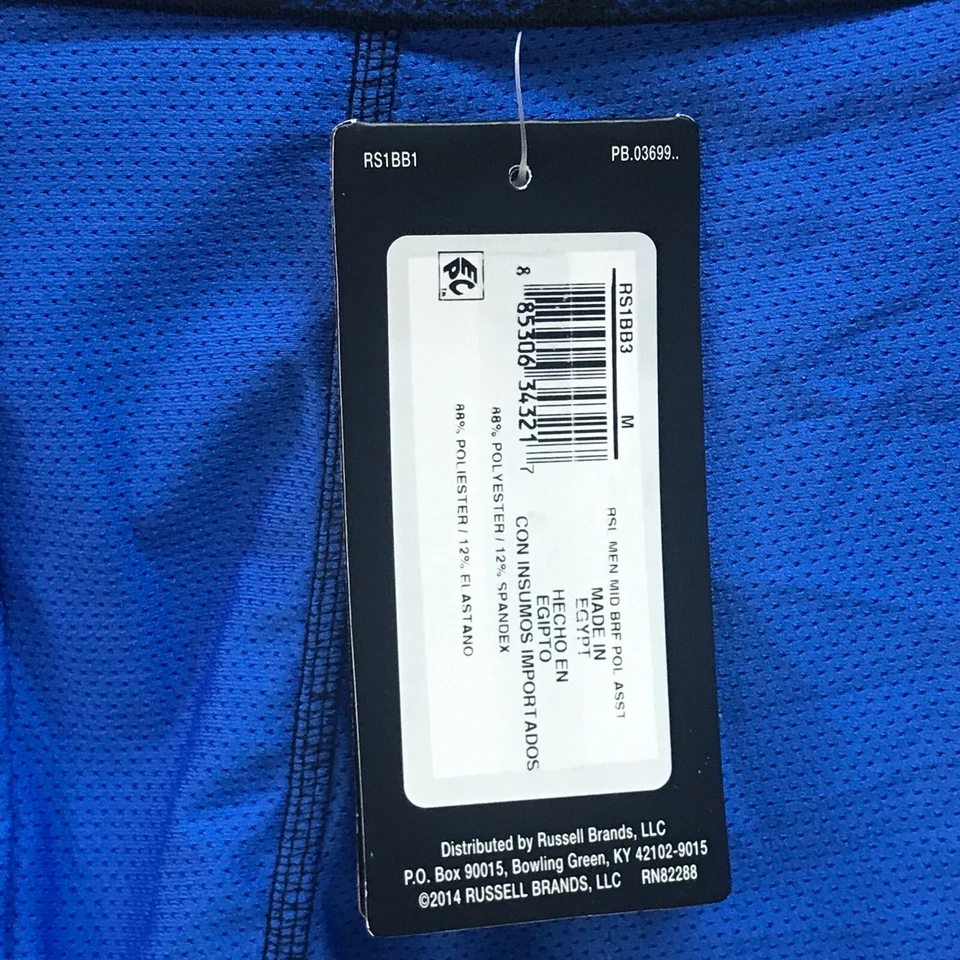 RS1BB1
PB.03699..
RS1BB3 M
8 85306 34321 7
EPC TM
RSL MEN MID BRF POL ASST
MADE IN
EGYPT
HECHO EN
EGIPTO
CON INSUMOS IMPORTADOS
88% POLYESTER / 12% SPANDEX
88% POLIESTER / 12% ELASTANO
Distributed by Russell Brands, LLC
P.O. Box 90015, Bowling Green, KY 42102-9015
©2014 RUSSELL BRANDS, LLC RN82288